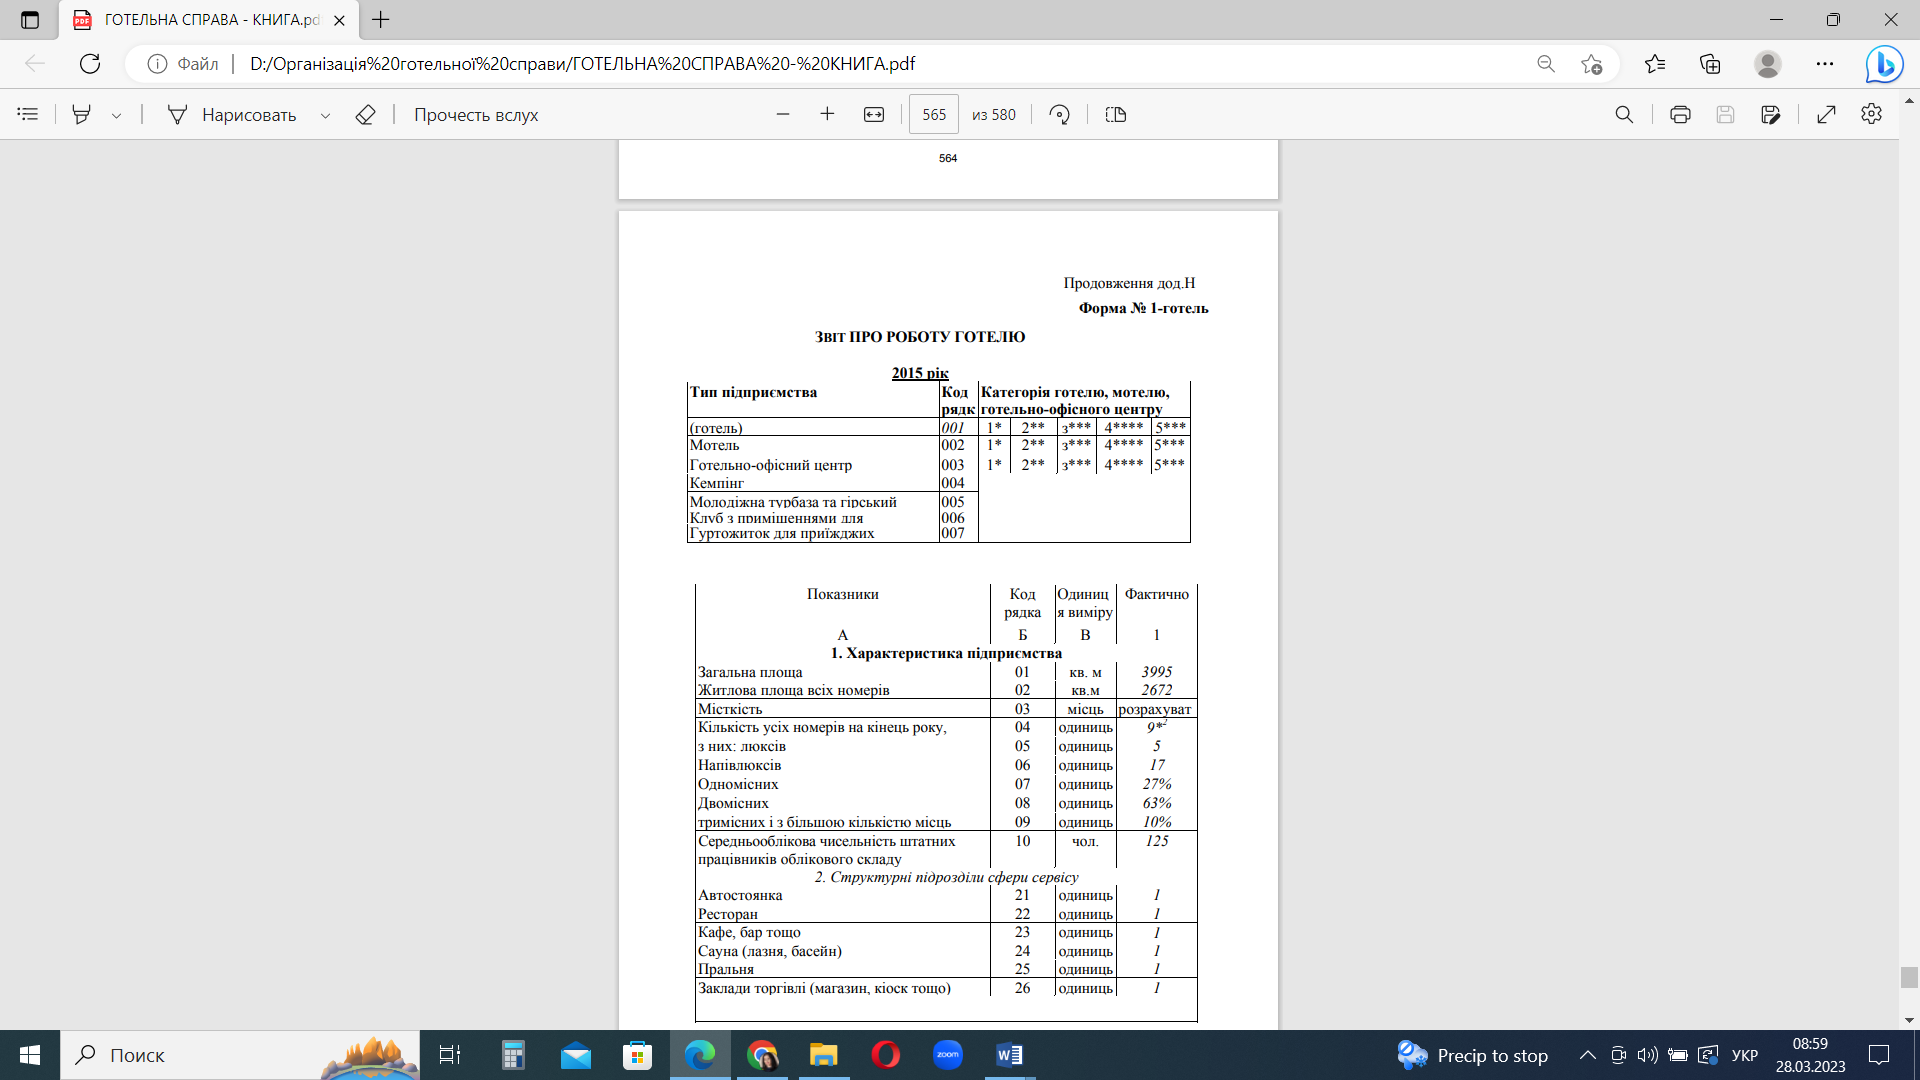 ГОТЕЛЬНА СПРАВА - КНИГА.pd
Файл
D:/Організація%20готельної%20справи/ГОТЕЛЬНА%20СПРАВА%20-%20КНИГА.pdf
Нарисовать
Прочесть вслух
565 из 580
564
Продовження дод.Н
Форма № 1-готель
ЗВІТ ПРО РОБОТУ ГОТЕЛЮ
2015 рік
Тип підприємства Код Категорія готелю, мотелю,
рядк готельно-офісного центру
(готель) 001 1* 2** з*** 4**** 5***
Мотель 002 1* 2** з*** 4**** 5***
Готельно-офісний центр 003 1* 2** з*** 4**** 5***
Кемпінг 004
Молодіжна турбаза та гірський 005
Клуб з приміщеннями для 006
Гуртожиток для приїжджих 007
Показники Код Одиниц Фактично
рядка я виміру
А Б В 1
1. Характеристика підприємства
Загальна площа 01 кв. м 3995
Житлова площа всіх номерів 02 кв.м 2672
Місткість 03 місць розрахуват
Кількість усіх номерів на кінець року, 04 одиниць 9*2
з них: люксів 05 одиниць 5
Напівлюксів 06 одиниць 17
Одномісних 07 одиниць 27%
Двомісних 08 одиниць 63%
тримісних і з більшою кількістю місць 09 одиниць 10%
Середньооблікова чисельність штатних 10 чол. 125
працівників облікового складу
2. Структурні підрозділи сфери сервісу
Автостоянка 21 одиниць 1
Ресторан 22 одиниць 1
Кафе, бар тощо 23 одиниць 1
Сауна (лазня, басейн) 24 одиниць 1
Пральня 25 одиниць 1
Заклади торгівлі (магазин, кіоск тощо) 26 одиниць 1
Поиск
zoom
Precip to stop
УКР
08:59
28.03.2023